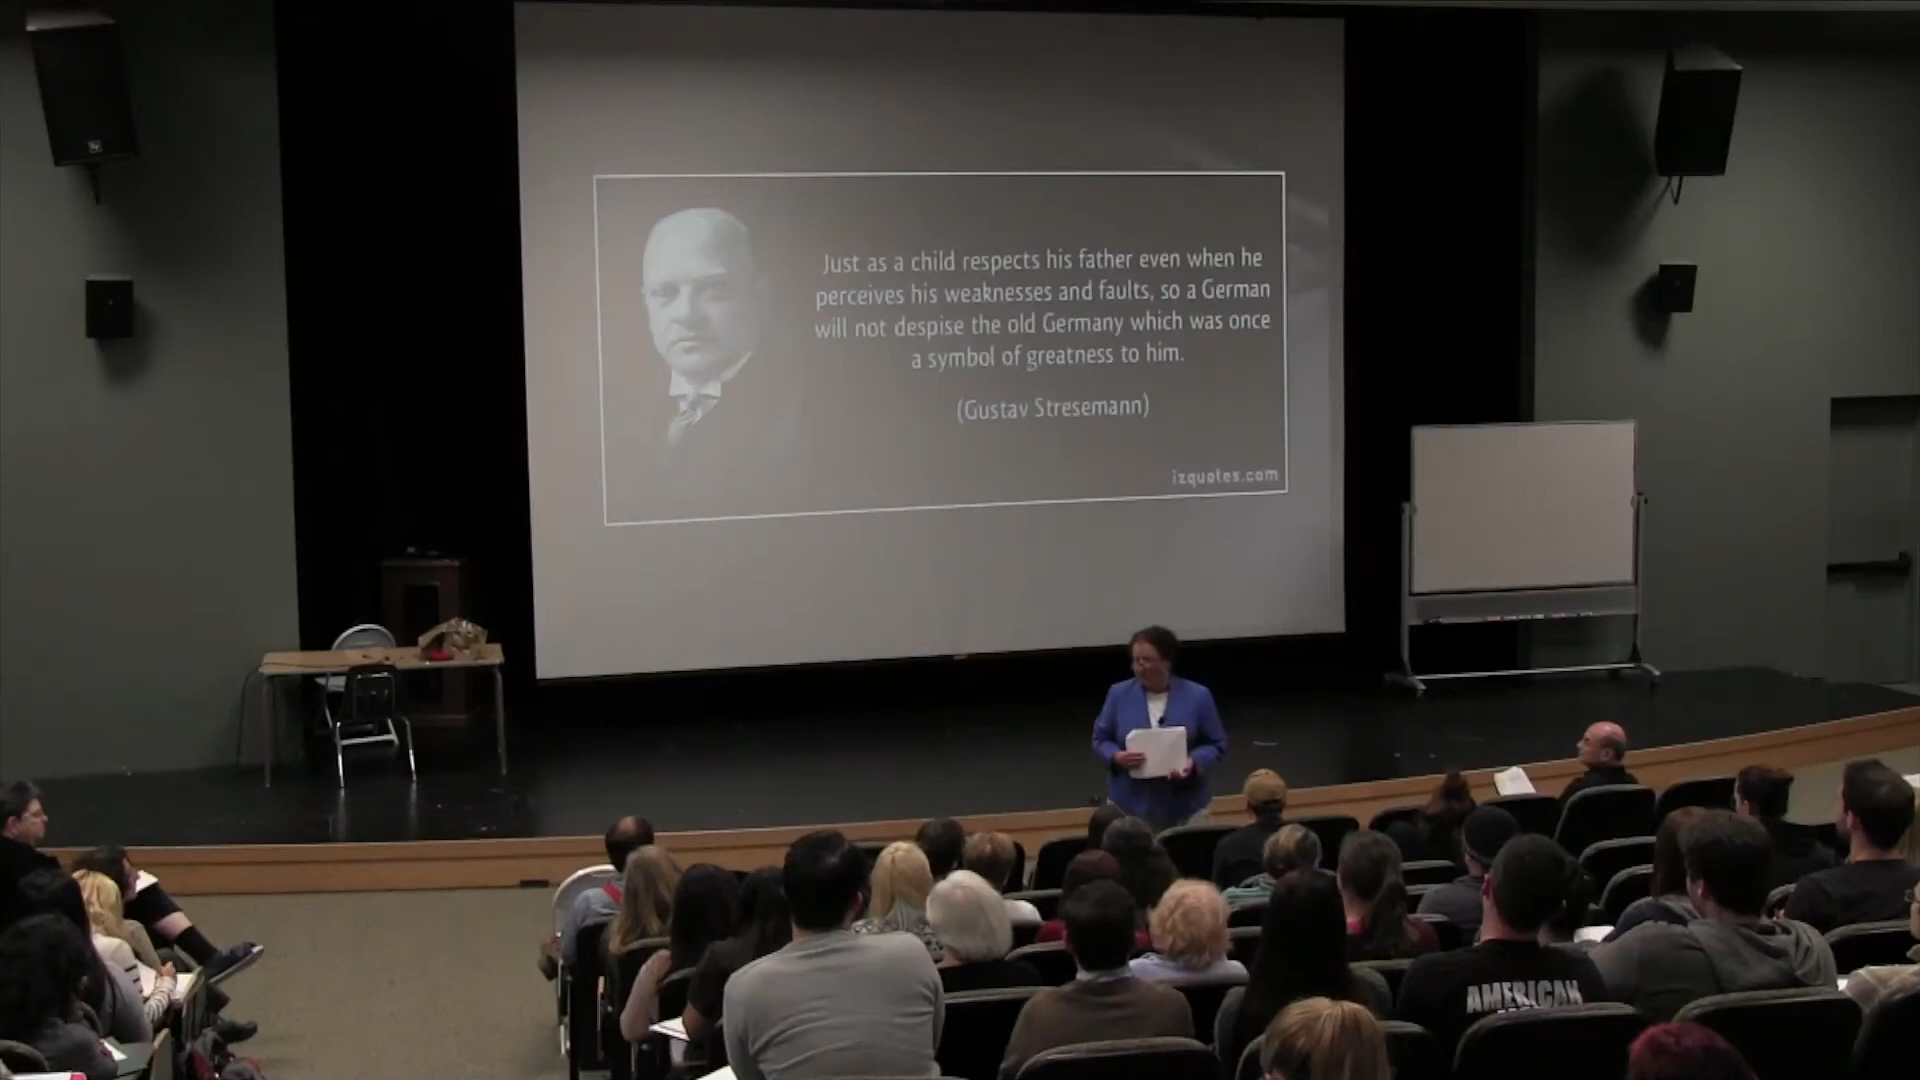 Just as a child respects his father even when he
perceives his weaknesses and faults, so a German
will not despise the old Germany which was once
a symbol of greatness to him.
(Gustav Stresemann)
izquotes.com
AMERICAN